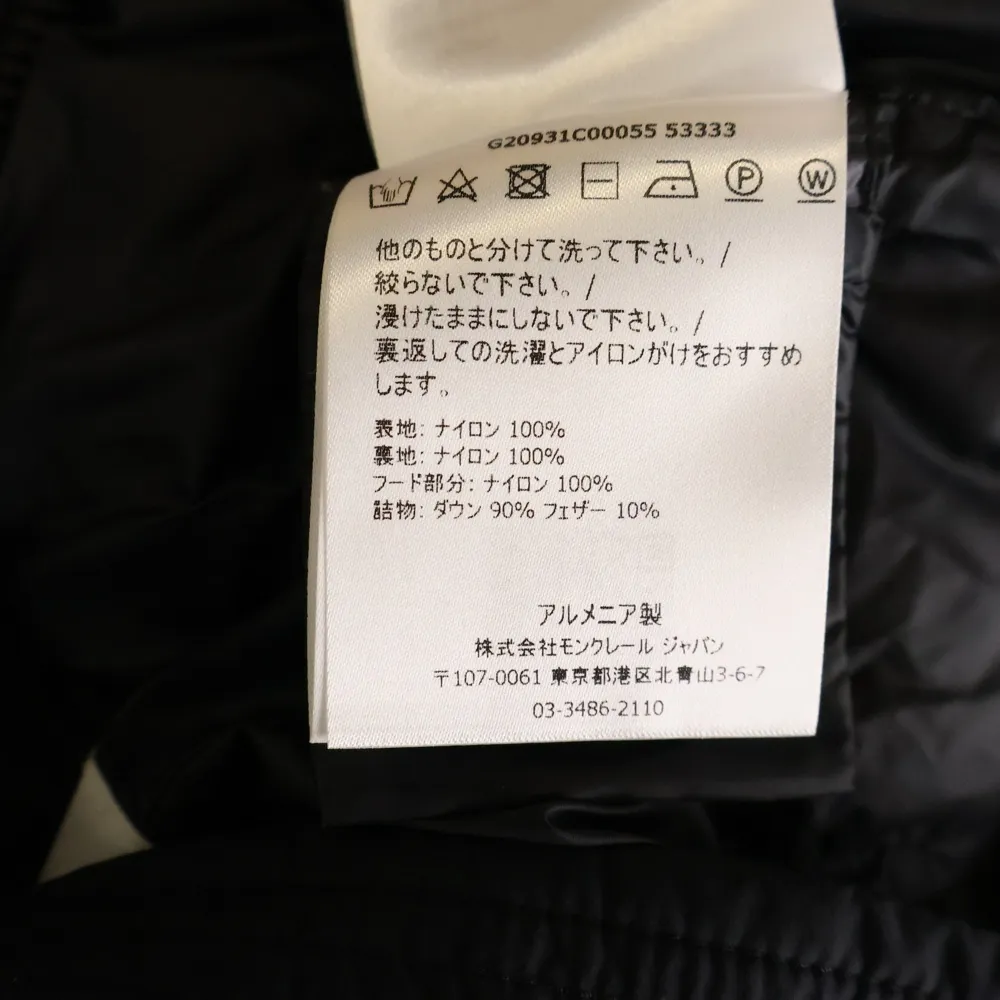 G20931C00055 53333
P W
他のものと分けて洗って下さい。/
絞らないで下さい。/
浸けたままにしないで下さい。/
裏返しての洗濯とアイロンがけをおすすめ
します。
表地: ナイロン 100%
裏地: ナイロン 100%
フード部分: ナイロン 100%
詰物: ダウン 90% フェザー 10%
アルメニア製
株式会社モンクレール ジャパン
〒107-0061 東京都港区北青山3-6-7
03-3486-2110